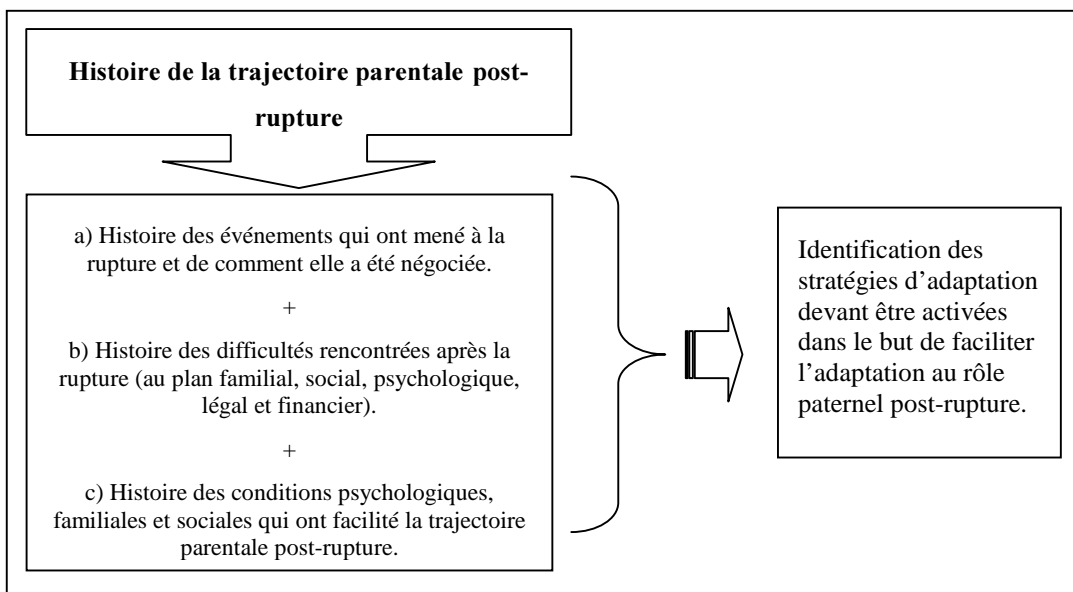 Histoire de la trajectoire parentale post-
rupture
a) Histoire des événements qui ont mené à la
rupture et de comment elle a été négociée.
+
b) Histoire des difficultés rencontrées après la
rupture (au plan familial, social, psychologique,
légal et financier).
+
c) Histoire des conditions psychologiques,
familiales et sociales qui ont facilité la trajectoire
parentale post-rupture.
Identification des
stratégies d’adaptation
devant être activées
dans le but de faciliter
l’adaptation au rôle
paternel post-rupture.